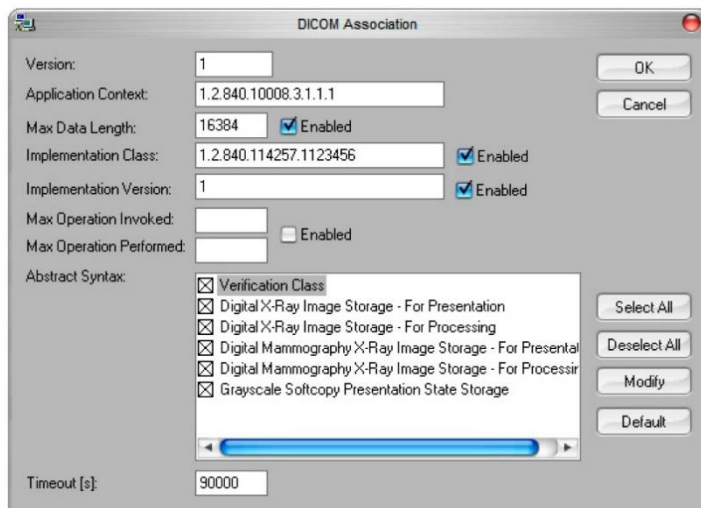 DICOM Association
Version: 1
OK
Application Context: 1.2.840.10008.3.1.1.1
Cancel
Max Data Length: 16384 Enabled
Implementation Class: 1.2.840.114257.1123456 Enabled
Implementation Version: 1 Enabled
Max Operation Invoked:
Enabled
Max Operation Performed:
Abstract Syntax:
Verification Class
Digital X-Ray Image Storage - For Presentation
Select All
Digital X-Ray Image Storage - For Processing
Digital Mammography X-Ray Image Storage - For Presentat
Deselect All
Digital Mammography X-Ray Image Storage - For Processin
Grayscale Softcopy Presentation State Storage
Modify
Default
Timeout [s]: 90000